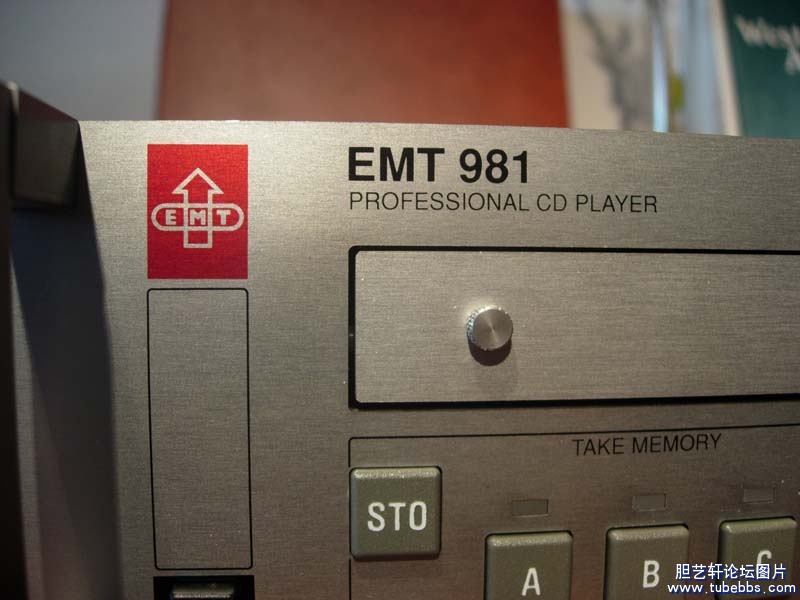 EMT
EMT 981
PROFESSIONAL CD PLAYER
TAKE MEMORY
STO
A
B
C
胆艺轩论坛图片
www.tubebbs.com